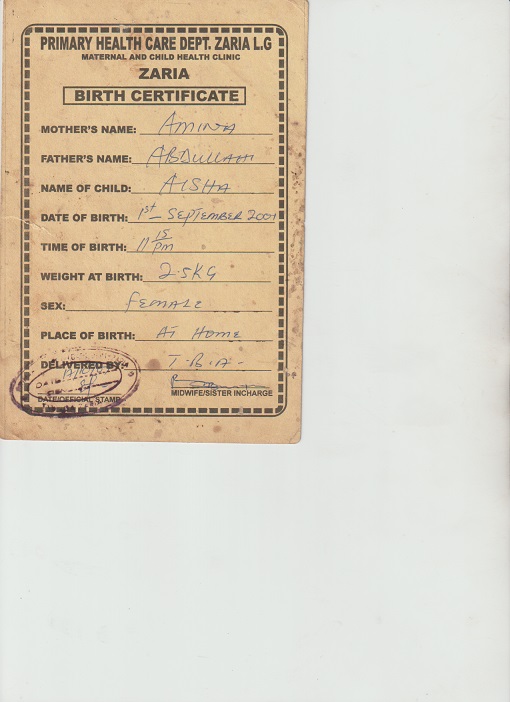 PRIMARY HEALTH CARE DEPT. ZARIA L.G
MATERNAL AND CHILD HEALTH CLINIC
ZARIA
BIRTH CERTIFICATE
MOTHER'S NAME: AMINA
FATHER'S NAME: ABDULLAHI
NAME OF CHILD: AISHA
DATE OF BIRTH: 1st SEPTEMBER 2001
TIME OF BIRTH: 11 15 pm
WEIGHT AT BIRTH: 2.5KG
SEX: FEMALE
PLACE OF BIRTH: AT HOME
DELIVERED BY: T.B.A.
DATE/OFFICIAL STAMP MIDWIFE/SISTER INCHARGE